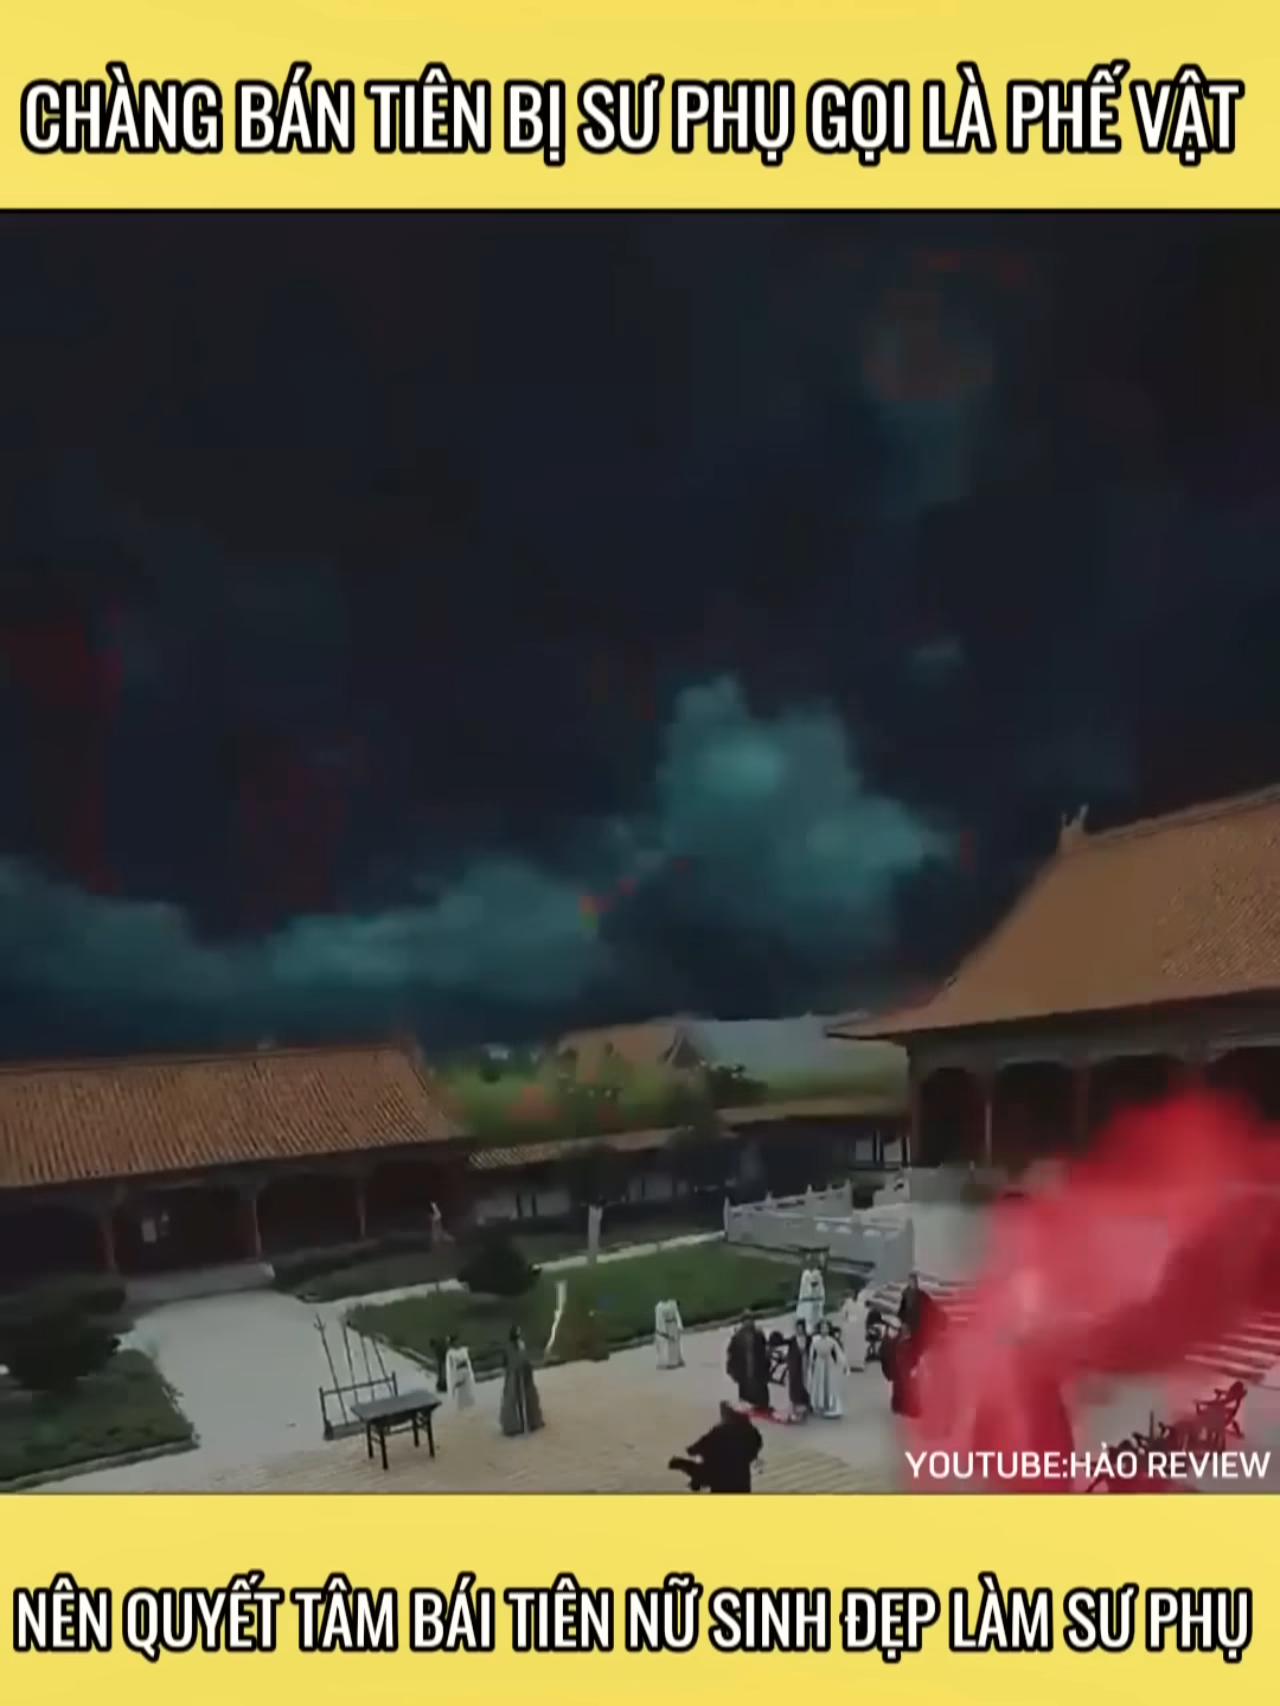 CHÀNG BÁN TIÊN BỊ SƯ PHỤ GỌI LÀ PHẾ VẬT
YOUTUBE:HẢO REVIEW
NÊN QUYẾT TÂM BÁI TIÊN NỮ SINH ĐẸP LÀM SƯ PHỤ